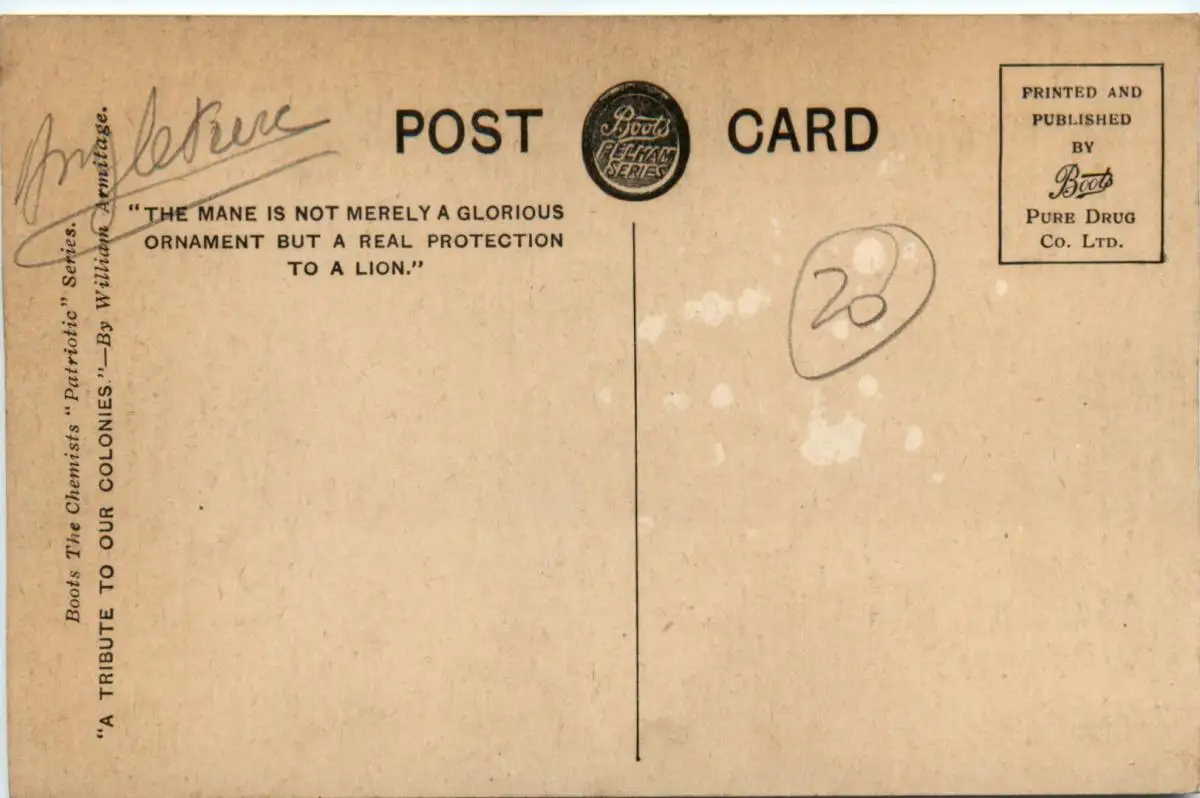 Angleterre
Boots The Chemists "Patriotic" Series.
"A TRIBUTE TO OUR COLONIES."—By William Armitage.
POST CARD
Boots
PELHAM
SERIES
"THE MANE IS NOT MERELY A GLORIOUS
ORNAMENT BUT A REAL PROTECTION
TO A LION."
20
PRINTED AND
PUBLISHED
BY
Boots
PURE DRUG
CO. LTD.